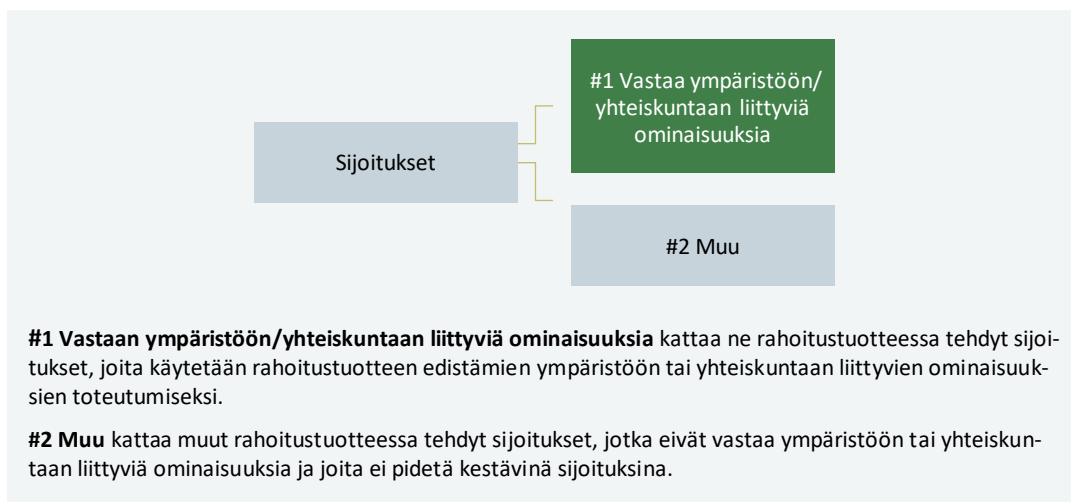 #1 Vastaa ympäristöön/
yhteiskuntaan liittyviä
ominaisuuksia
Sijoitukset
#2 Muu
#1 Vastaan ympäristöön/yhteiskuntaan liittyviä ominaisuuksia kattaa ne rahoitustuotteessa tehdyt sijoi-
tukset, joita käytetään rahoitustuotteen edistämien ympäristöön tai yhteiskuntaan liittyvien ominaisuuk-
sien toteutumiseksi.
#2 Muu kattaa muut rahoitustuotteessa tehdyt sijoitukset, jotka eivät vastaa ympäristöön tai yhteiskun-
taan liittyviä ominaisuuksia ja joita ei pidetä kestävinä sijoituksina.